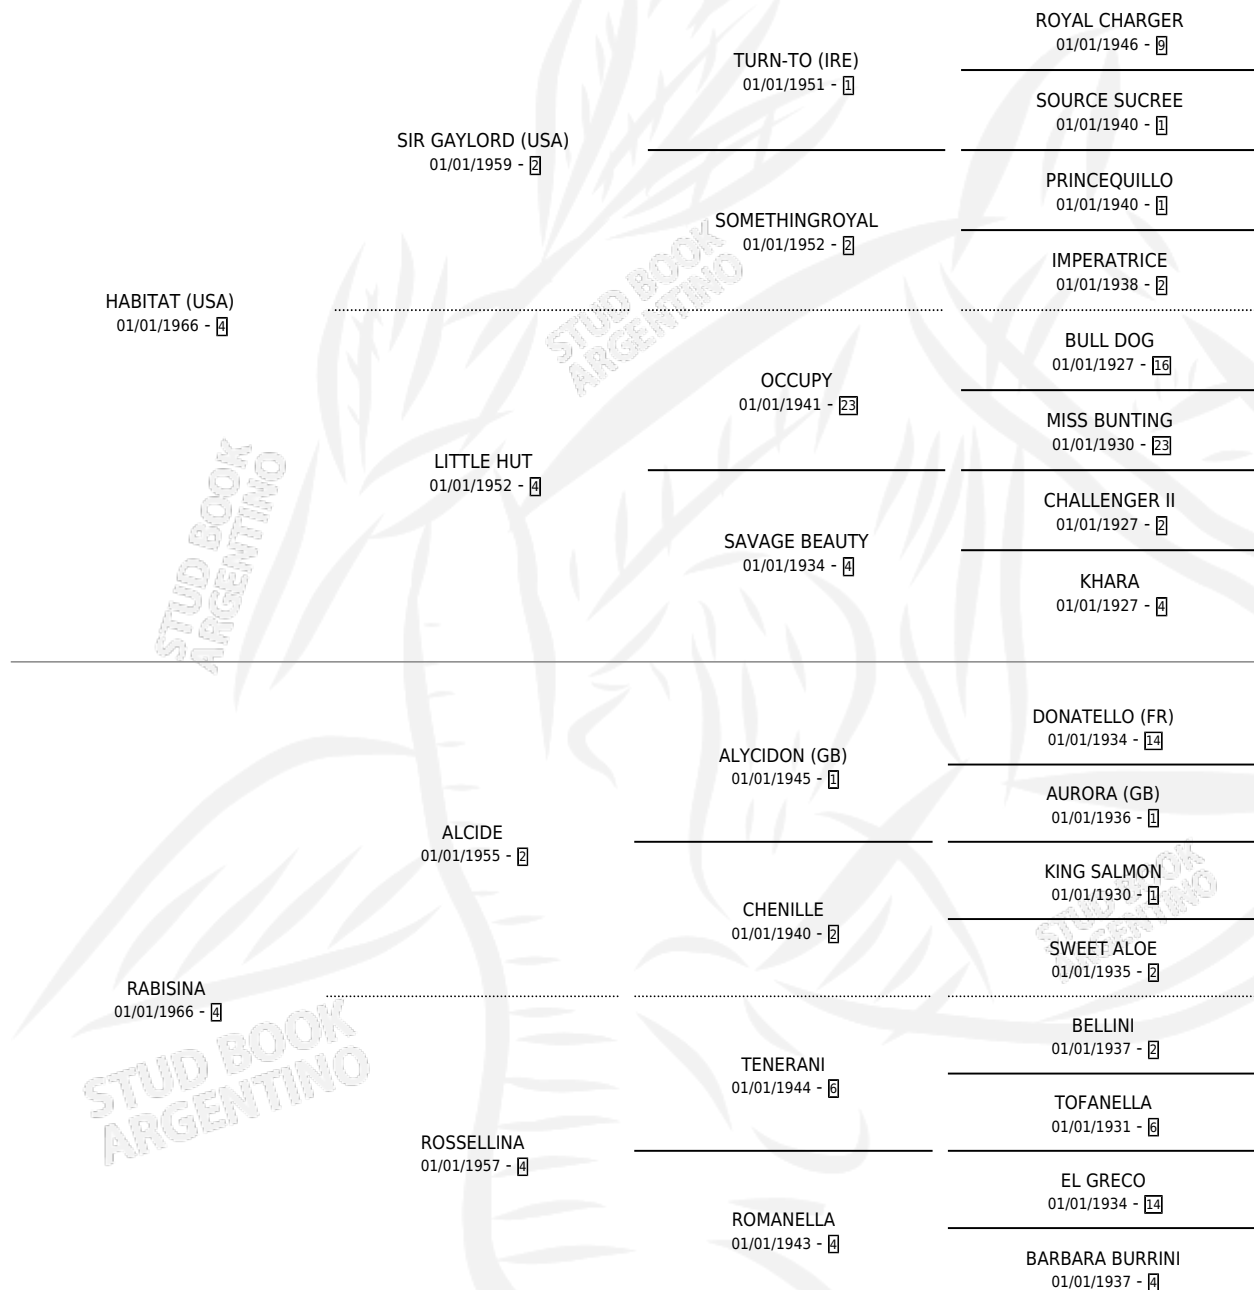 ROYAL CHARGER
01/01/1946 - 9
TURN-TO (IRE)
01/01/1951 - 1
SOURCE SUCREE
01/01/1940 - 1
SIR GAYLORD (USA)
01/01/1959 - 2
PRINCEQUILLO
01/01/1940 - 1
SOMETHINGROYAL
01/01/1952 - 2
IMPERATRICE
01/01/1938 - 2
HABITAT (USA)
01/01/1966 - 4
STUD BOOK
ARGENTINO
BULL DOG
01/01/1927 - 16
OCCUPY
01/01/1941 - 23
MISS BUNTING
01/01/1930 - 23
LITTLE HUT
01/01/1952 - 4
CHALLENGER II
01/01/1927 - 2
SAVAGE BEAUTY
01/01/1934 - 4
KHARA
01/01/1927 - 4
STUD BOOK
ARGENTINO
DONATELLO (FR)
01/01/1934 - 14
ALYCIDON (GB)
01/01/1945 - 1
AURORA (GB)
01/01/1936 - 1
ALCIDE
01/01/1955 - 2
KING SALMON
01/01/1930 - 1
CHENILLE
01/01/1940 - 2
SWEET ALOE
01/01/1935 - 2
STUD BOOK
ARGENTINO
RABISINA
01/01/1966 - 4
STUD BOOK
ARGENTINO
BELLINI
01/01/1937 - 2
TENERANI
01/01/1944 - 6
TOFANELLA
01/01/1931 - 6
ROSSELLINA
01/01/1957 - 4
EL GRECO
01/01/1934 - 14
ROMANELLA
01/01/1943 - 4
BARBARA BURRINI
01/01/1937 - 4